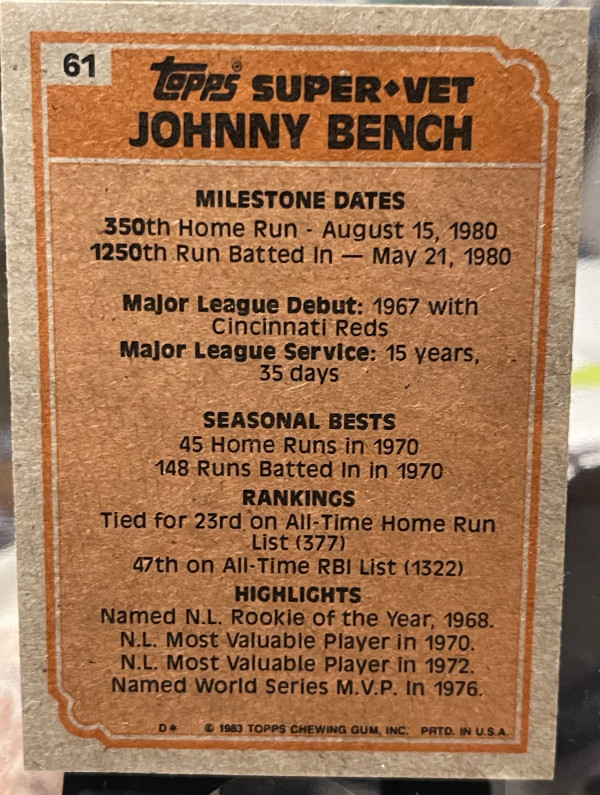 61
Topps® SUPER♦VET
JOHNNY BENCH
MILESTONE DATES
350th Home Run - August 15, 1980
1250th Run Batted In — May 21, 1980
Major League Debut: 1967 with
Cincinnati Reds
Major League Service: 15 years,
35 days
SEASONAL BESTS
45 Home Runs in 1970
148 Runs Batted In in 1970
RANKINGS
Tied for 23rd on All-Time Home Run
List (377)
47th on All-Time RBI List (1322)
HIGHLIGHTS
Named N.L. Rookie of the Year, 1968.
N.L. Most Valuable Player in 1970.
N.L. Most Valuable Player in 1972.
Named World Series M.V.P. in 1976.
D* © 1983 TOPPS CHEWING GUM, INC. PRTD. IN U.S.A.